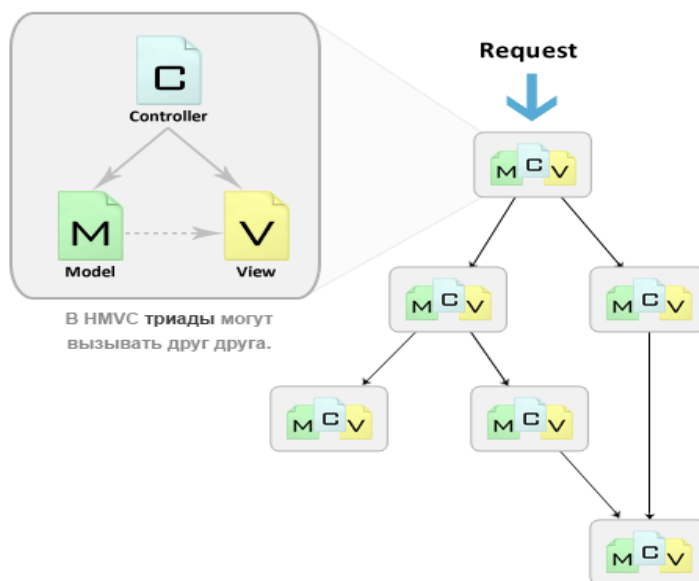 C
Controller
M
Model
V
View
В HMVC триады могут
вызывать друг друга.
Request
M C V
M C V
M C V
M C V
M C V
M C V